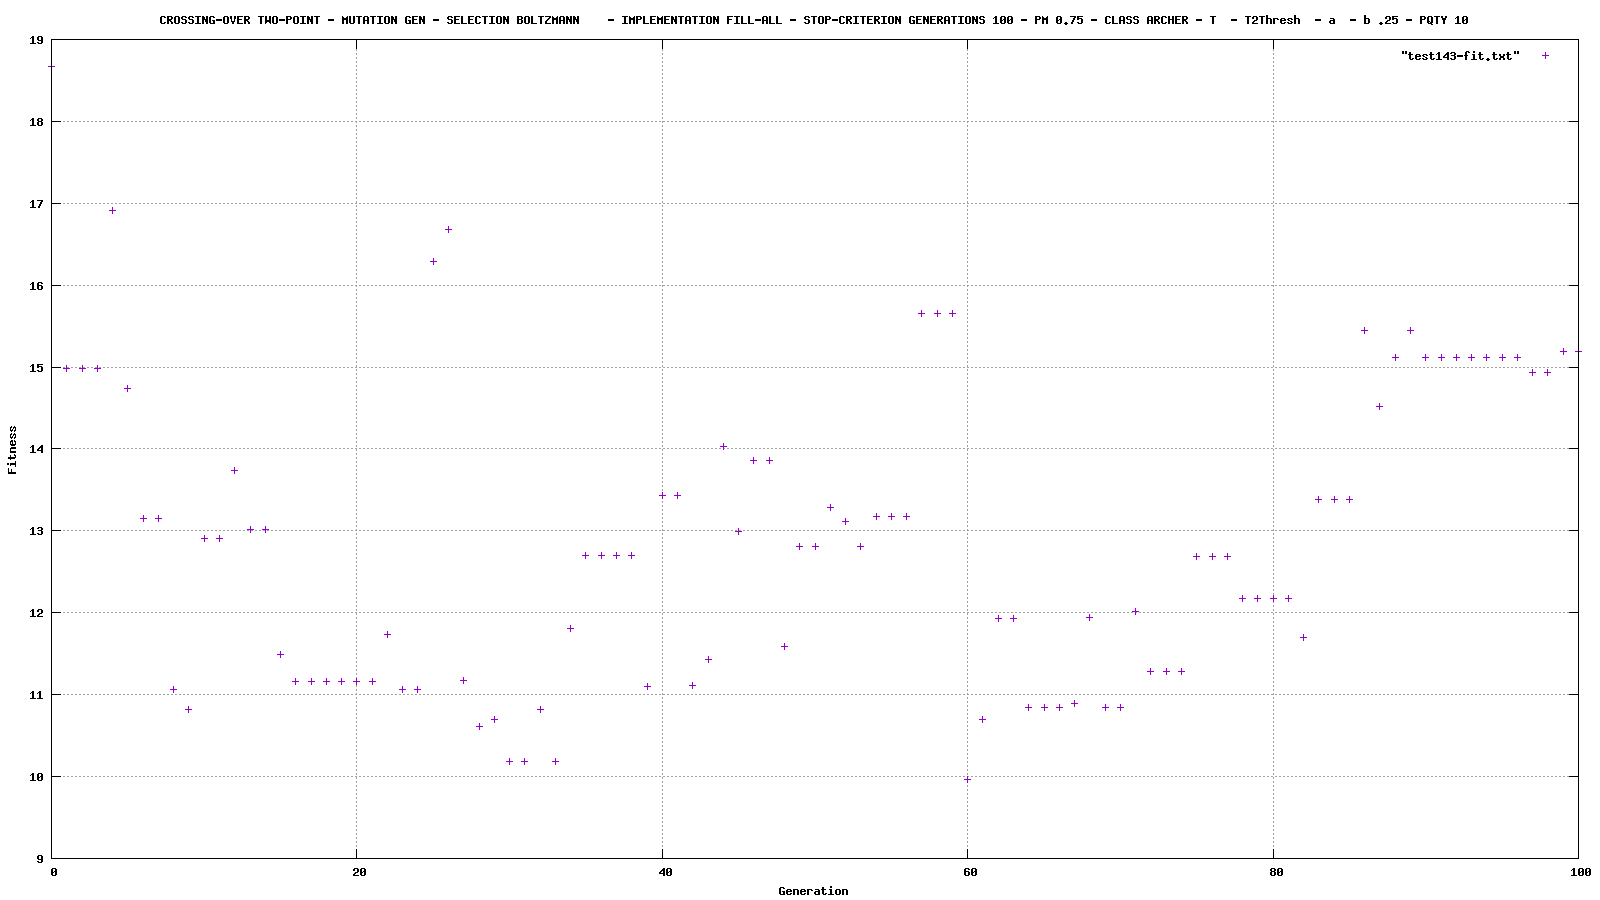 CROSSING-OVER TWO-POINT - MUTATION GEN - SELECTION BOLTZMANN    - IMPLEMENTATION FILL-ALL - STOP-CRITERION GENERATIONS 100 - PM 0.75 - CLASS ARCHER - T  - T2Thresh  - a  - b .25 - PQTY 10
"test143-fit.txt"
19
18
17
16
15
14
13
12
11
10
9
Fitness
0 20 40 60 80 100
Generation